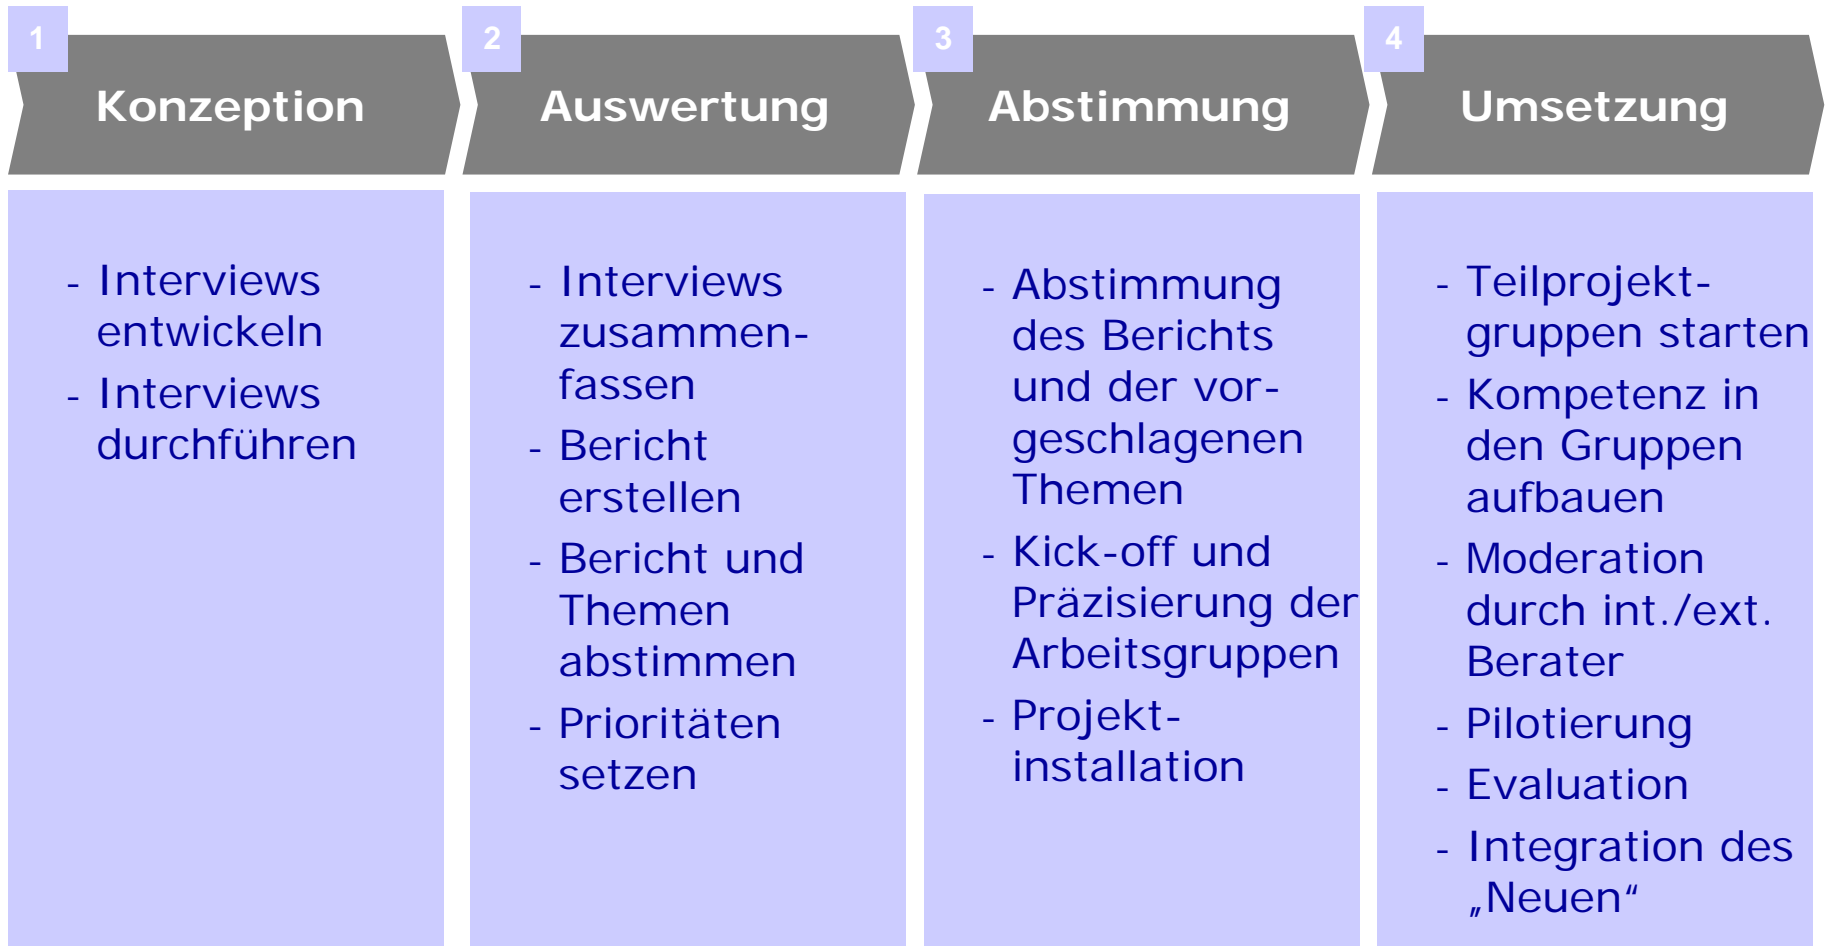 1
Konzeption
- Interviews
entwickeln
- Interviews
durchführen
2
Auswertung
- Interviews
zusammen-
fassen
- Bericht
erstellen
- Bericht und
Themen
abstimmen
- Prioritäten
setzen
3
Abstimmung
- Abstimmung
des Berichts
und der vor-
geschlagenen
Themen
- Kick-off und
Präzisierung der
Arbeitsgruppen
- Projekt-
installation
4
Umsetzung
- Teilprojekt-
gruppen starten
- Kompetenz in
den Gruppen
aufbauen
- Moderation
durch int./ext.
Berater
- Pilotierung
- Evaluation
- Integration des
„Neuen“